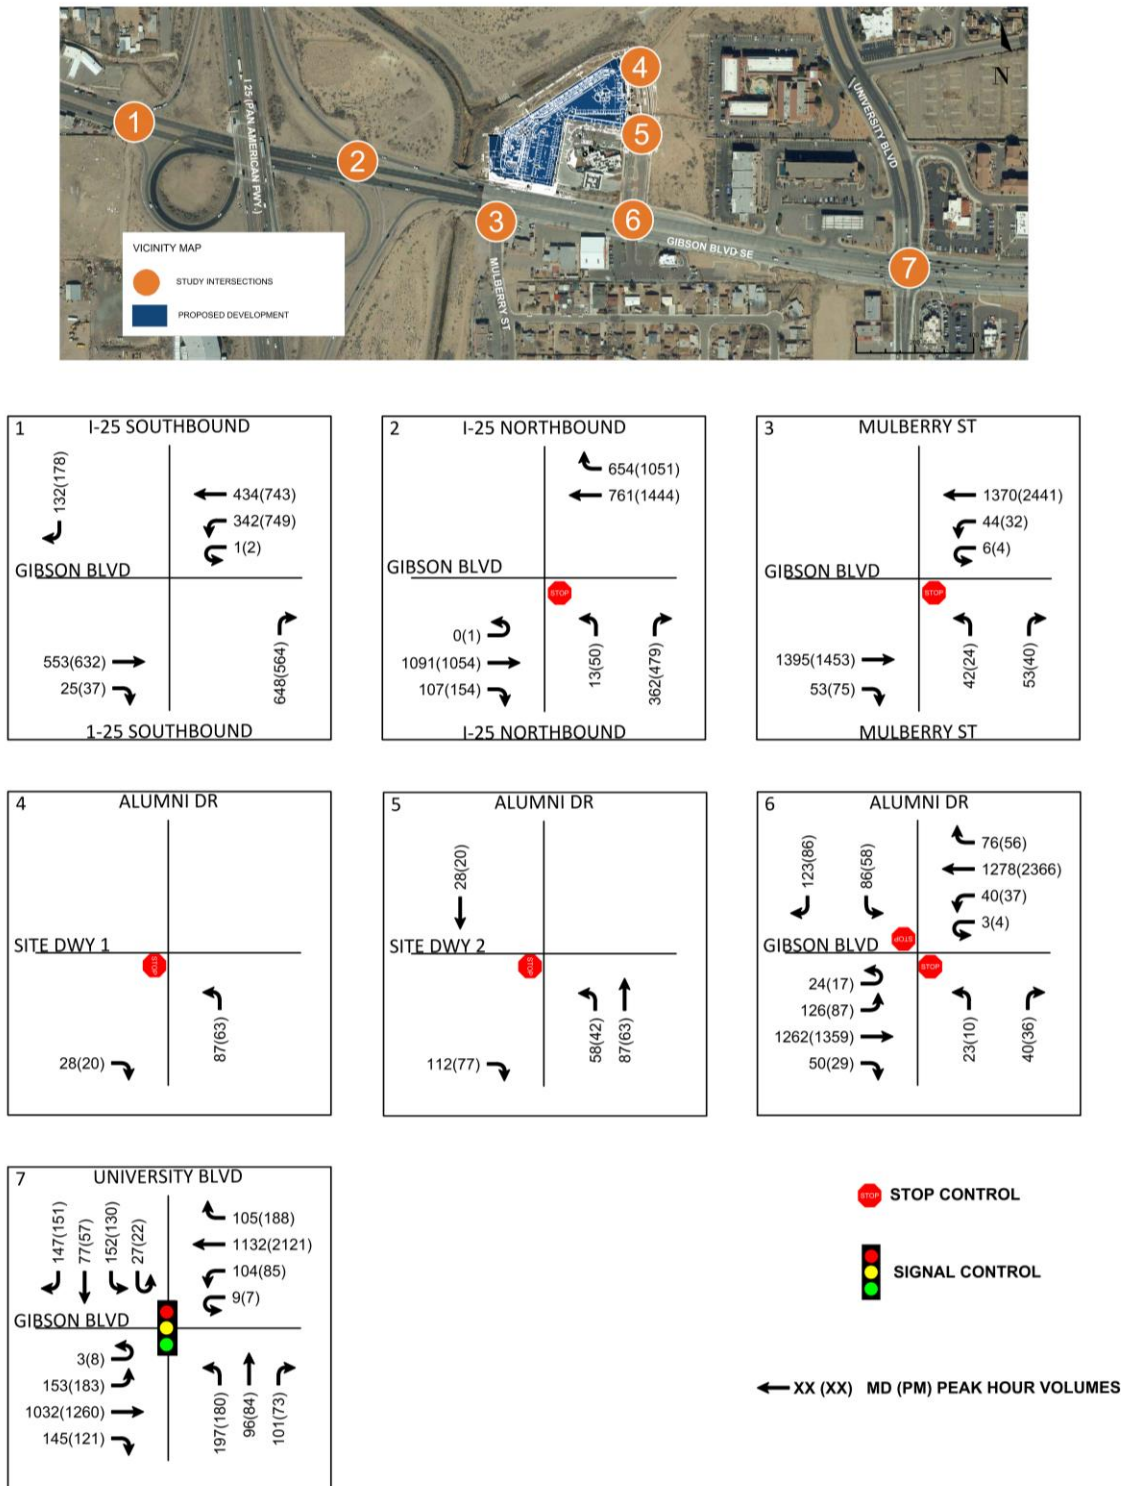 4
5
1
2
3
6
7
N
I 25 (PAN AMERICAN FWY.)
UNIVERSITY BLVD
GIBSON BLVD SE
MULBERRY ST
VICINITY MAP
STUDY INTERSECTIONS
PROPOSED DEVELOPMENT
1
I-25 SOUTHBOUND
132(178)
434(743)
342(749)
1(2)
GIBSON BLVD
553(632)
25(37)
648(564)
1-25 SOUTHBOUND
2
I-25 NORTHBOUND
654(1051)
761(1444)
GIBSON BLVD
STOP
0(1)
1091(1054)
107(154)
13(50)
362(479)
I-25 NORTHBOUND
3
MULBERRY ST
1370(2441)
44(32)
6(4)
GIBSON BLVD
STOP
1395(1453)
53(75)
42(24)
53(40)
MULBERRY ST
4
ALUMNI DR
SITE DWY 1
STOP
87(63)
28(20)
5
ALUMNI DR
28(20)
SITE DWY 2
STOP
58(42)
87(63)
112(77)
6
ALUMNI DR
123(86)
86(58)
76(56)
1278(2366)
40(37)
3(4)
GIBSON BLVD
STOP
STOP
24(17)
126(87)
1262(1359)
50(29)
23(10)
40(36)
7
UNIVERSITY BLVD
147(151)
77(57)
152(130)
27(22)
105(188)
1132(2121)
104(85)
9(7)
GIBSON BLVD
3(8)
153(183)
1032(1260)
145(121)
197(180)
96(84)
101(73)
STOP
STOP CONTROL
SIGNAL CONTROL
XX (XX) MD (PM) PEAK HOUR VOLUMES